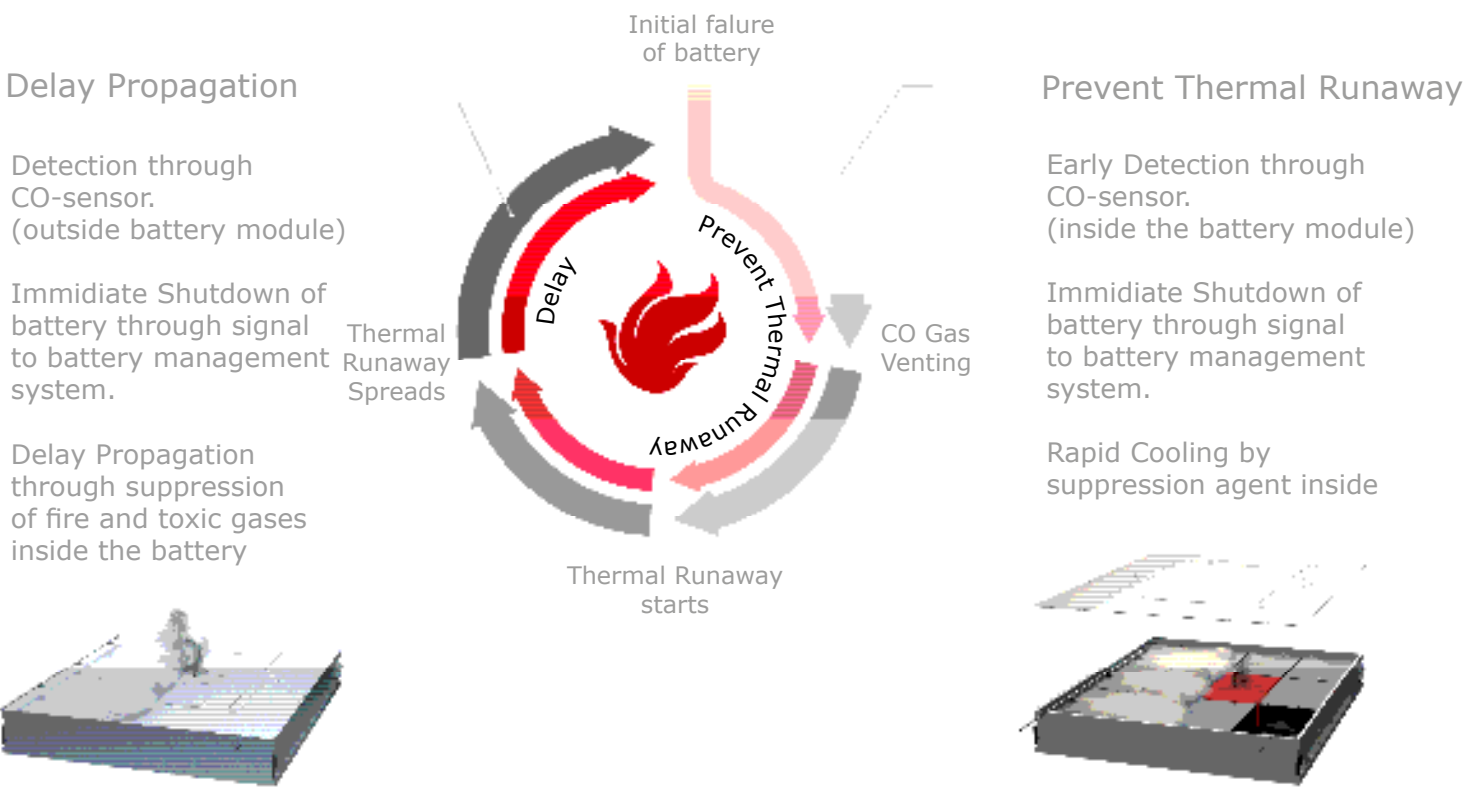 Initial falure
of battery
Delay Propagation
Detection through
CO-sensor.
(outside battery module)
Immidiate Shutdown of
battery through signal
to battery management
system.
Delay Propagation
through suppression
of fire and toxic gases
inside the battery
Thermal
Runaway
Spreads
Delay
Prevent Thermal Runaway
CO Gas
Venting
Thermal Runaway
starts
Prevent Thermal Runaway
Early Detection through
CO-sensor.
(inside the battery module)
Immidiate Shutdown of
battery through signal
to battery management
system.
Rapid Cooling by
suppression agent inside